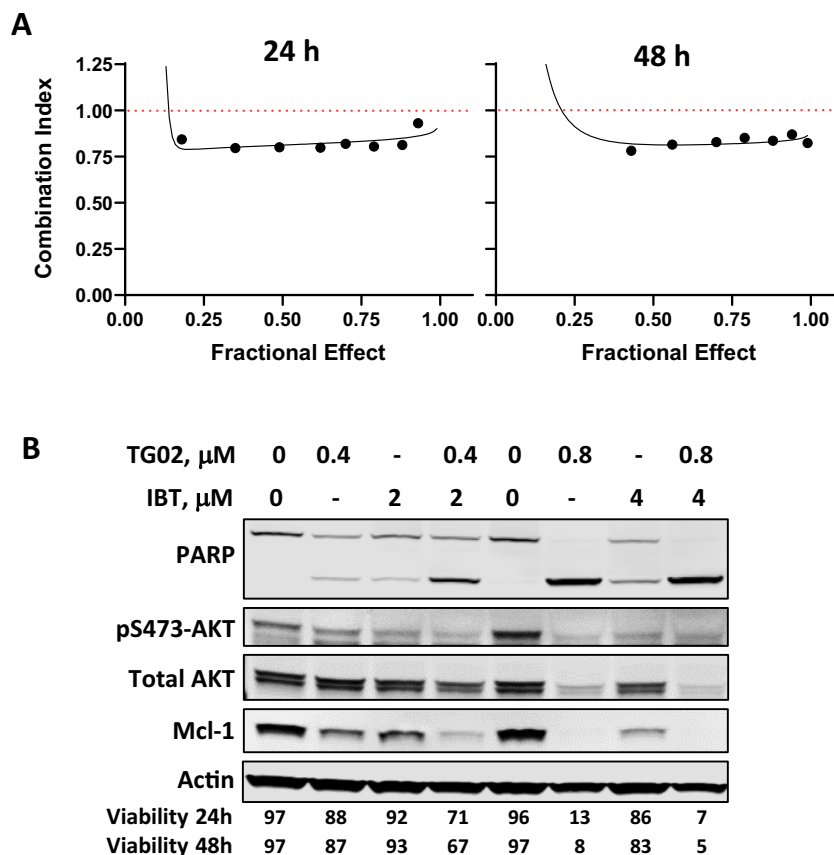 A
24 h
48 h
1.25
1.00
0.75
0.50
0.25
0.00
Combination Index
0.00 0.25 0.50 0.75 1.00
Fractional Effect
0.00 0.25 0.50 0.75 1.00
Fractional Effect
B
TG02, μM 0 0.4 - 0.4 0 0.8 - 0.8
IBT, μM 0 - 2 2 0 - 4 4
PARP
pS473-AKT
Total AKT
Mcl-1
Actin
Viability 24h 97 88 92 71 96 13 86 7
Viability 48h 97 87 93 67 97 8 83 5